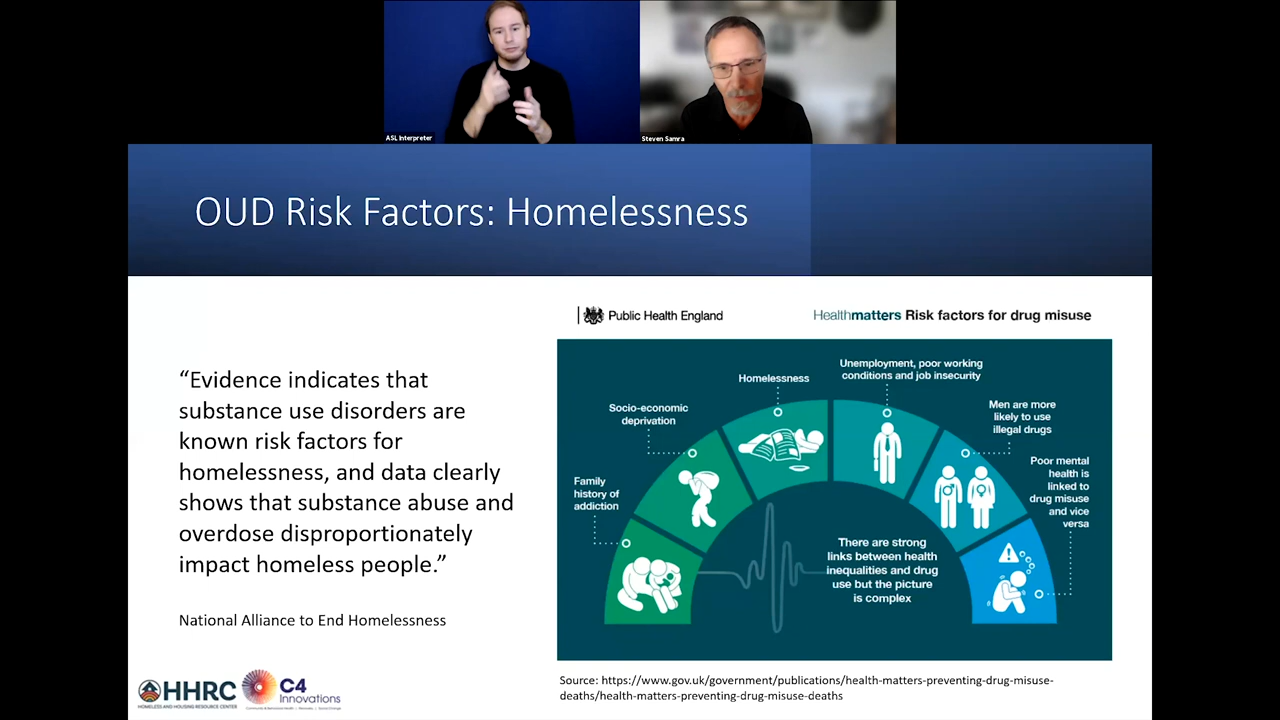 ASL Interpreter
Steven Samra
OUD Risk Factors: Homelessness
“Evidence indicates that
substance use disorders are
known risk factors for
homelessness, and data clearly
shows that substance abuse and
overdose disproportionately
impact homeless people.”
National Alliance to End Homelessness
Public Health England
Healthmatters Risk factors for drug misuse
Family
history of
addiction
Socio-economic
deprivation
Homelessness
Unemployment, poor working
conditions and job insecurity
Men are more
likely to use
illegal drugs
Poor mental
health is
linked to
drug misuse
and vice
versa
There are strong
links between health
inequalities and drug
use but the picture
is complex
Source: https://www.gov.uk/government/publications/health-matters-preventing-drug-misuse-
deaths/health-matters-preventing-drug-misuse-deaths
HHRC
HOMELESS AND HOUSING RESOURCE CENTER
C4
Innovations